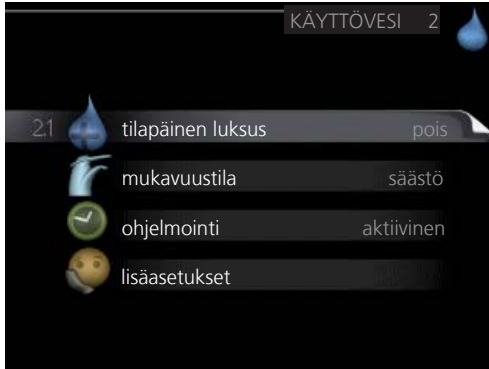 KÄYTTÖVESI 2
2.1 tilapäinen luksus pois
mukavuustila säästö
ohjelmointi aktiivinen
lisäasetukset